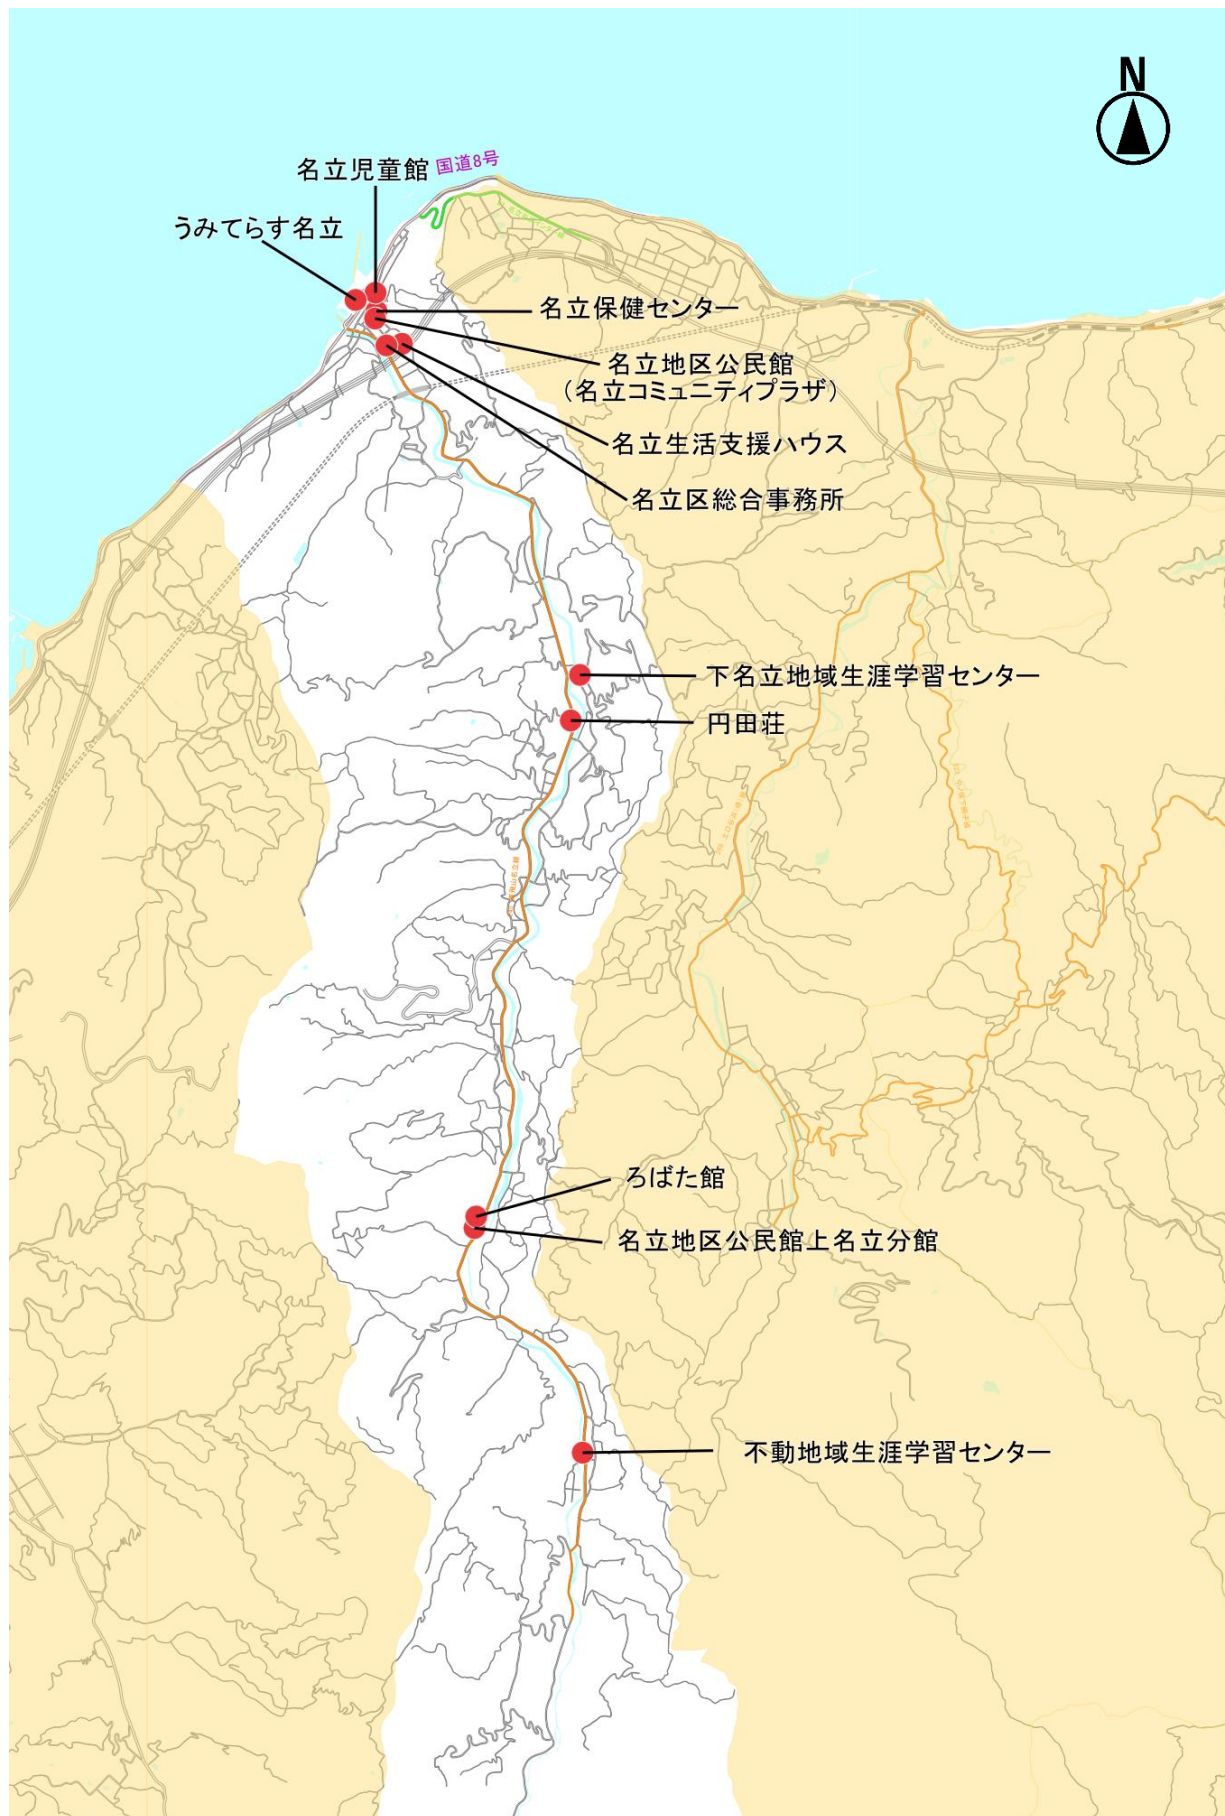 N
名立児童館
国道8号
うみてらす名立
名立保健センター
名立地区公民館
（名立コミュニティプラザ）
名立生活支援ハウス
名立区総合事務所
下名立地域生涯学習センター
円田荘
ろばた館
名立地区公民館上名立分館
不動地域生涯学習センター